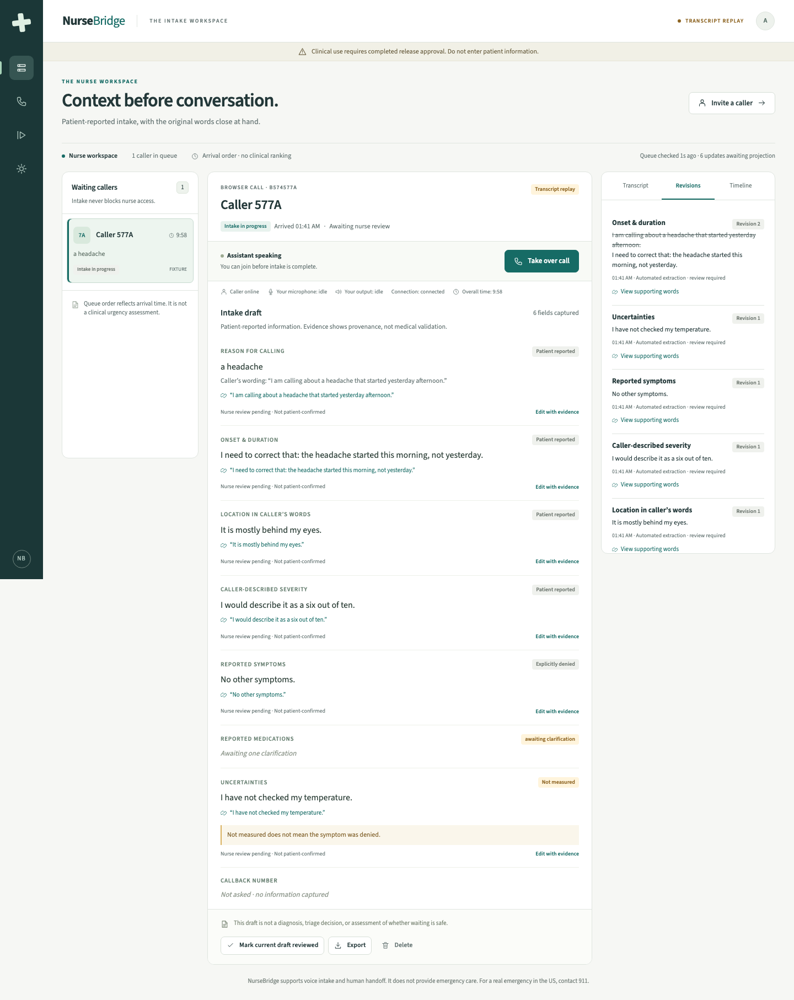 NurseBridge
THE INTAKE WORKSPACE
TRANSCRIPT REPLAY
A
Clinical use requires completed release approval. Do not enter patient information.
THE NURSE WORKSPACE
Context before conversation.
Patient-reported intake, with the original words close at hand.
Invite a caller
Nurse workspace
1 caller in queue
Arrival order · no clinical ranking
Queue checked 1s ago · 6 updates awaiting projection
Waiting callers
1
Intake never blocks nurse access.
7A
Caller 577A
9:58
a headache
Intake in progress
FIXTURE
Queue order reflects arrival time. It is not
a clinical urgency assessment.
NB
BROWSER CALL · B574577A
Transcript replay
Caller 577A
Intake in progress
Arrived 01:41 AM · Awaiting nurse review
Assistant speaking
You can join before intake is complete.
Take over call
Caller online
Your microphone: idle
Your output: idle
Connection: connected
Overall time: 9:58
Intake draft
6 fields captured
Patient-reported information. Evidence shows provenance, not medical validation.
REASON FOR CALLING
Patient reported
a headache
Caller’s wording: “I am calling about a headache that started yesterday afternoon.”
“I am calling about a headache that started yesterday afternoon.”
Nurse review pending · Not patient-confirmed
Edit with evidence
ONSET & DURATION
Patient reported
I need to correct that: the headache started this morning, not yesterday.
“I need to correct that: the headache started this morning, not yesterday.”
Nurse review pending · Not patient-confirmed
Edit with evidence
LOCATION IN CALLER’S WORDS
Patient reported
It is mostly behind my eyes.
“It is mostly behind my eyes.”
Nurse review pending · Not patient-confirmed
Edit with evidence
CALLER-DESCRIBED SEVERITY
Patient reported
I would describe it as a six out of ten.
“I would describe it as a six out of ten.”
Nurse review pending · Not patient-confirmed
Edit with evidence
REPORTED SYMPTOMS
Explicitly denied
No other symptoms.
“No other symptoms.”
Nurse review pending · Not patient-confirmed
Edit with evidence
REPORTED MEDICATIONS
awaiting clarification
Awaiting one clarification
UNCERTAINTIES
Not measured
I have not checked my temperature.
“I have not checked my temperature.”
Not measured does not mean the symptom was denied.
Nurse review pending · Not patient-confirmed
Edit with evidence
CALLBACK NUMBER
Not asked · no information captured
This draft is not a diagnosis, triage decision, or assessment of whether waiting is safe.
Mark current draft reviewed
Export
Delete
Transcript
Revisions
Timeline
Onset & duration
Revision 2
I am calling about a headache that started yesterday
afternoon.
I need to correct that: the headache started this
morning, not yesterday.
01:41 AM · Automated extraction · review required
View supporting words
Uncertainties
Revision 1
I have not checked my temperature.
01:41 AM · Automated extraction · review required
View supporting words
Reported symptoms
Revision 1
No other symptoms.
01:41 AM · Automated extraction · review required
View supporting words
Caller-described severity
Revision 1
I would describe it as a six out of ten.
01:41 AM · Automated extraction · review required
View supporting words
Location in caller’s words
Revision 1
It is mostly behind my eyes.
01:41 AM · Automated extraction · review required
View supporting words
NurseBridge supports voice intake and human handoff. It does not provide emergency care. For a real emergency in the US, contact 911.